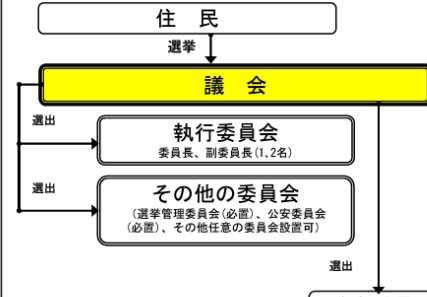 住 民
選挙
議 会
選出
執行委員会
委員長、副委員長(1、2名)
選出
その他の委員会
(選挙管理委員会(必置)、公安委員会
(必置)、その他任意の委員会設置可)
選出